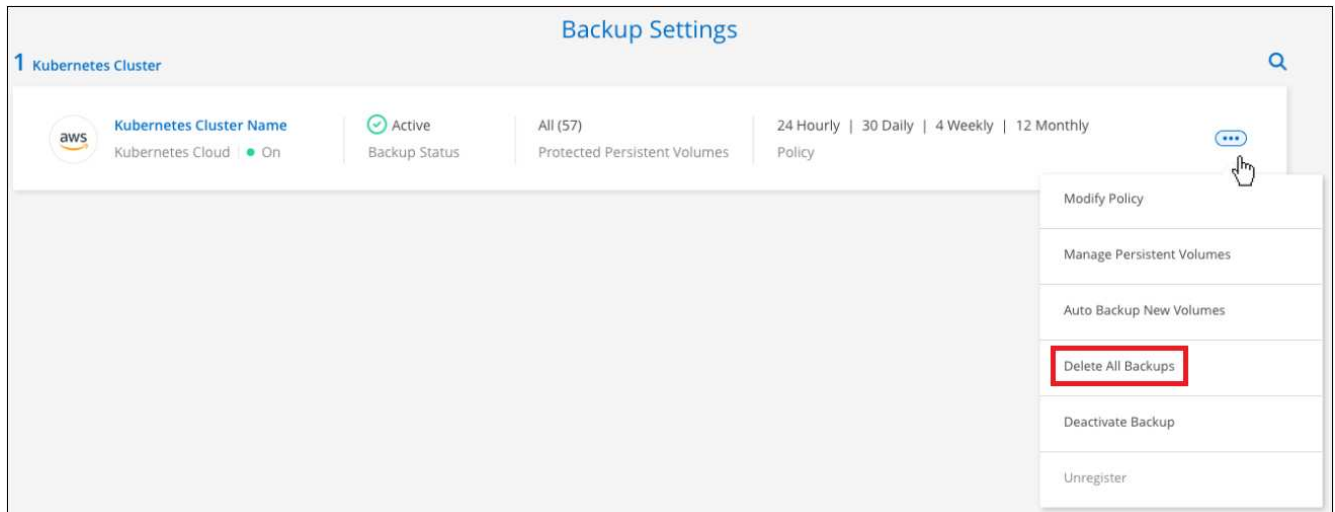 Backup Settings
1 Kubernetes Cluster
aws
Kubernetes Cluster Name
Kubernetes Cloud
On
Active
Backup Status
All (57)
Protected Persistent Volumes
24 Hourly | 30 Daily | 4 Weekly | 12 Monthly
Policy
Modify Policy
Manage Persistent Volumes
Auto Backup New Volumes
Delete All Backups
Deactivate Backup
Unregister